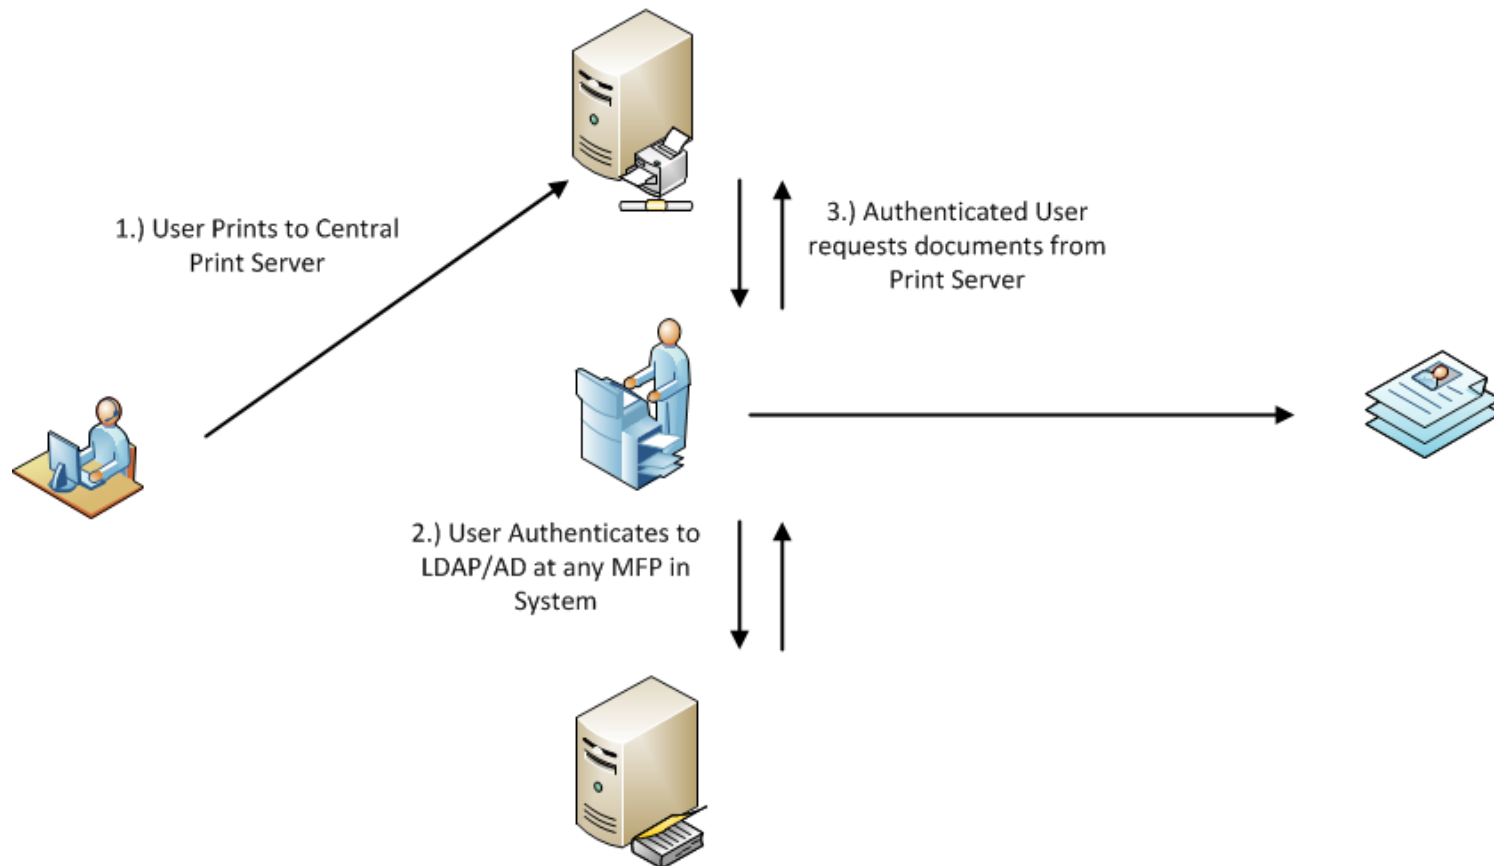 1.) User Prints to Central
Print Server
3.) Authenticated User
requests documents from
Print Server
2.) User Authenticates to
LDAP/AD at any MFP in
System